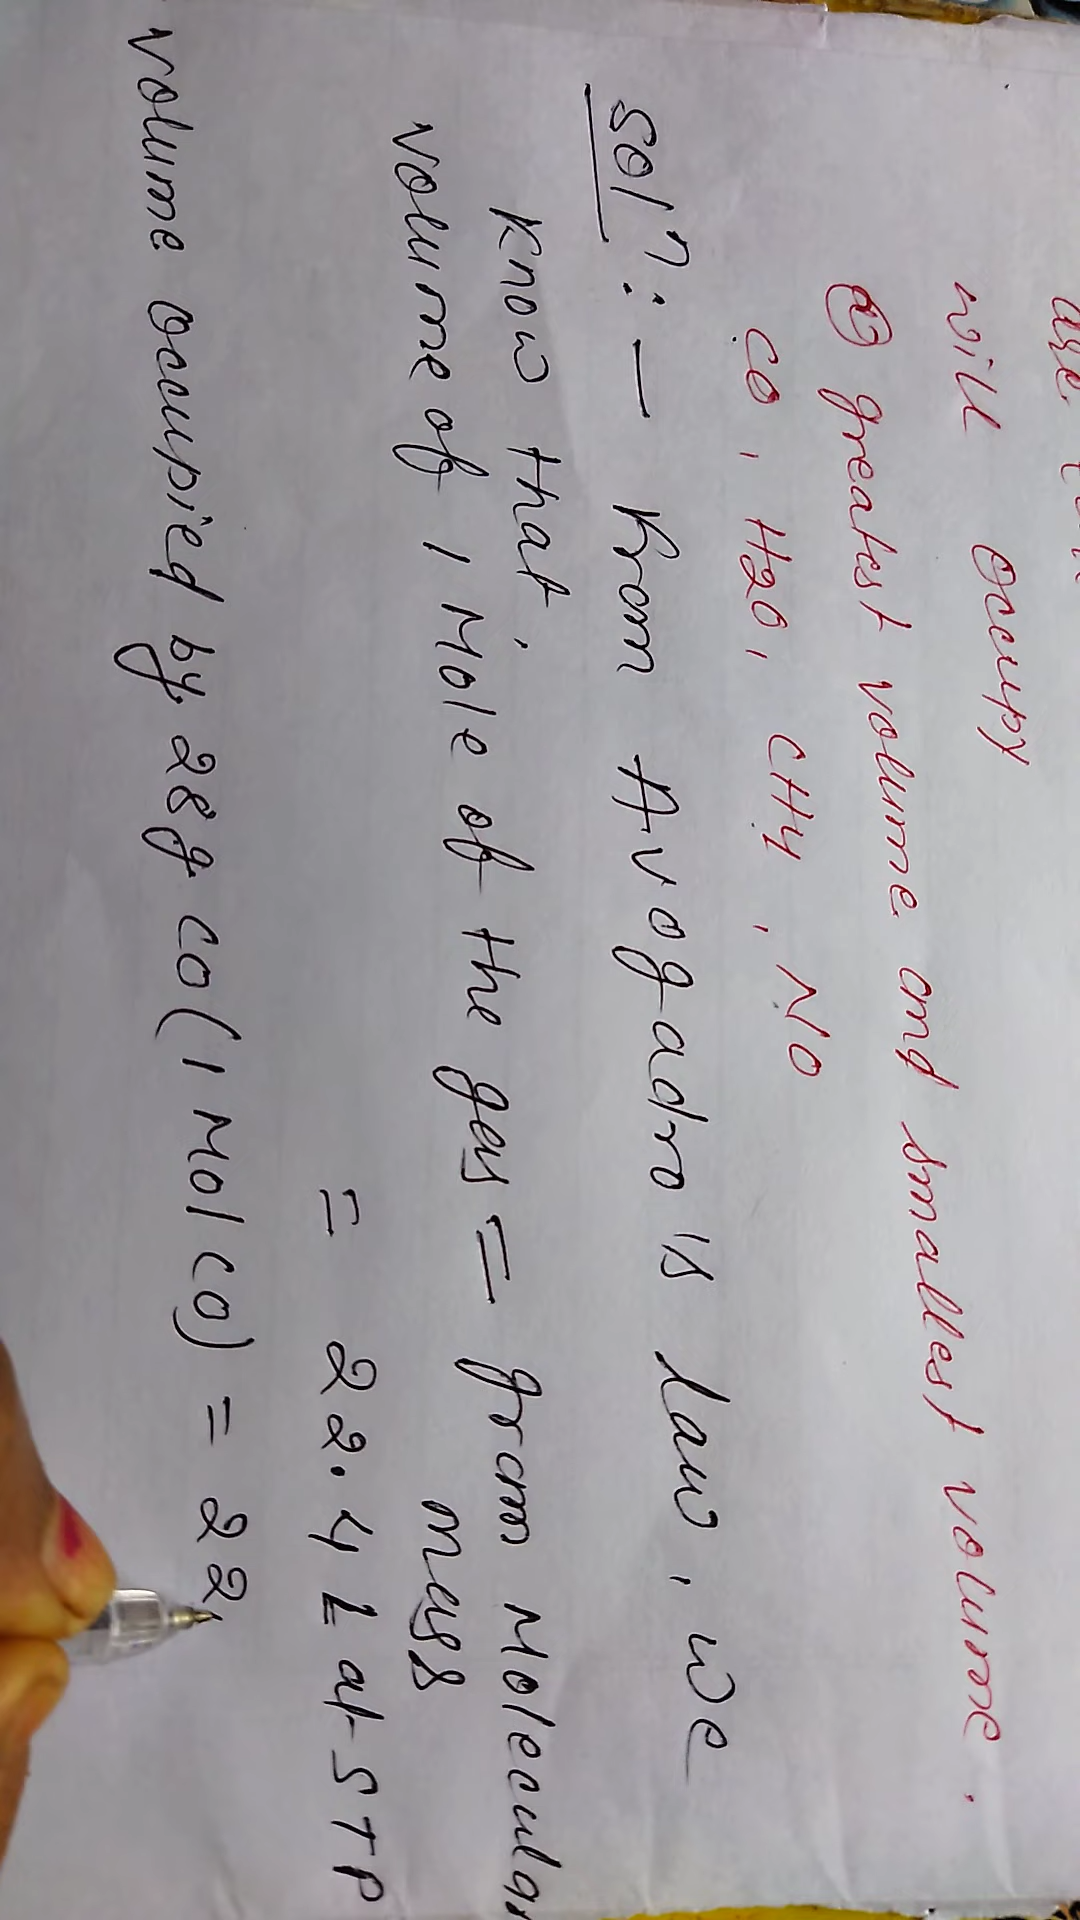 are
will occupy
@ greatest volume and smallest volume.
CO, H2O, CH4, NO
Solⁿ:- From Avogadro's Law, we
know that,
volume of 1 Mole of the gas = gram Molecular
mass
= 22.4 L at STP
volume occupied by 28g CO (1 Mol CO) = 22.